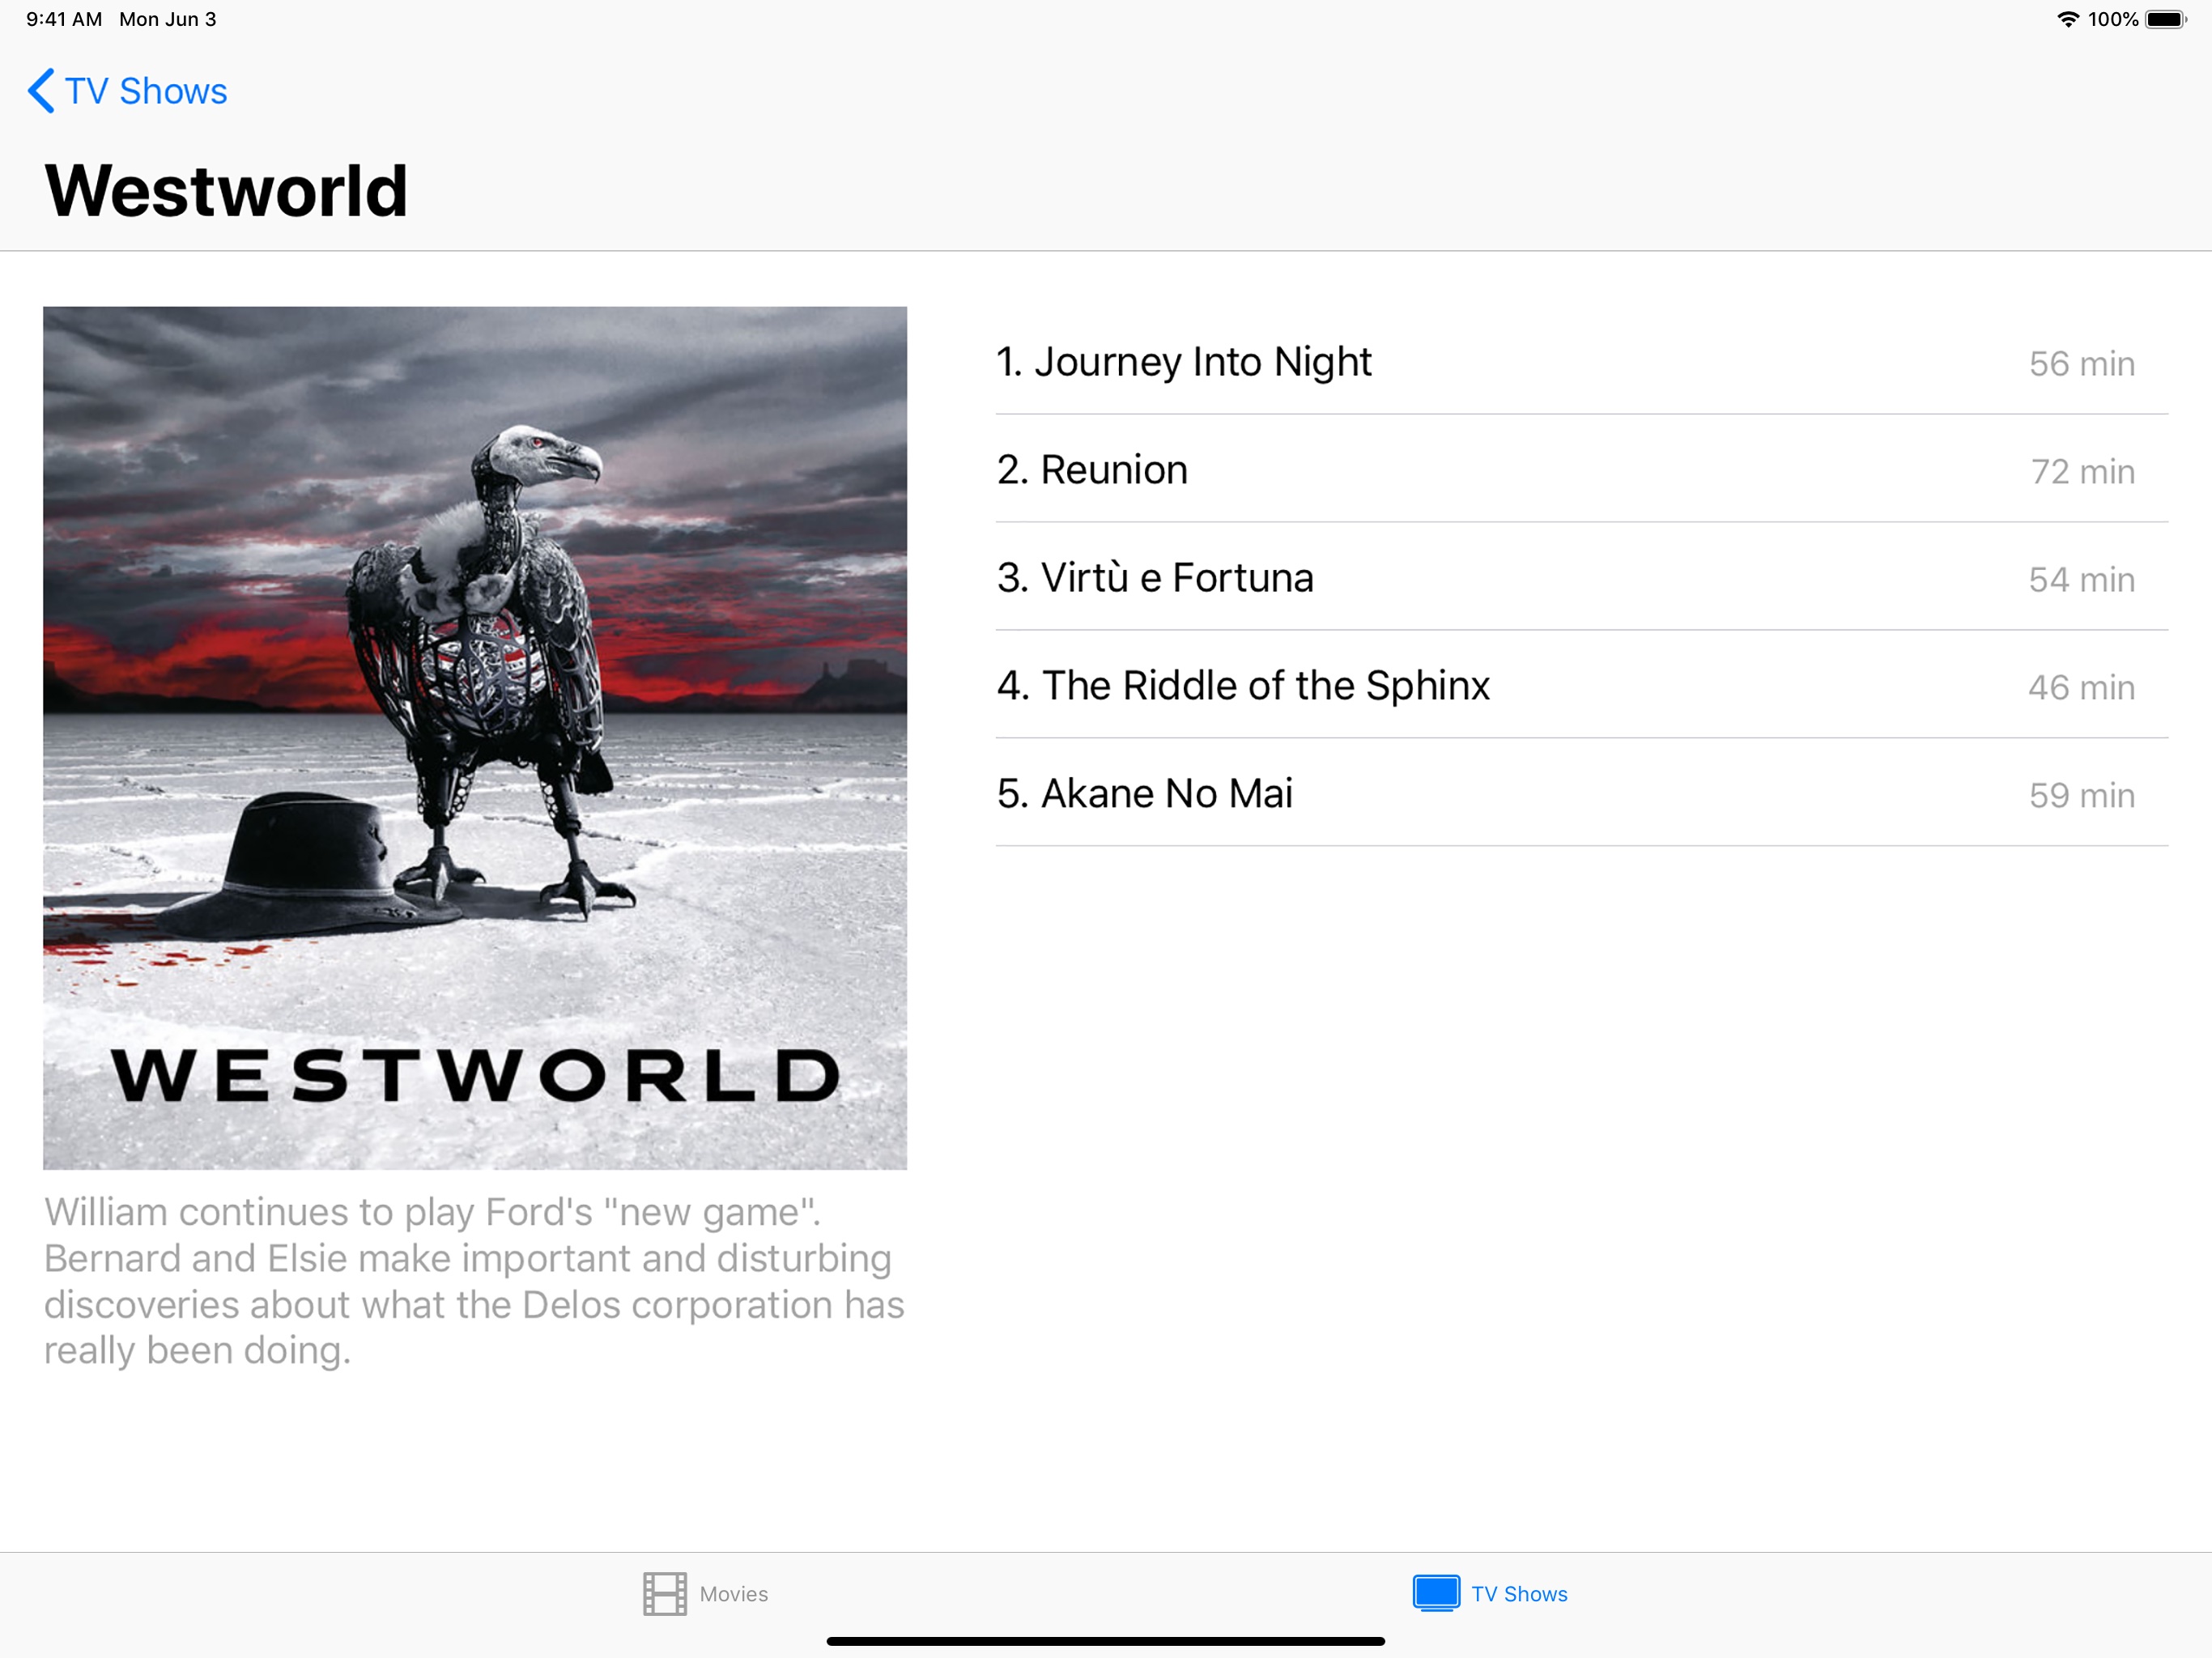 9:41 AM Mon Jun 3
100%
TV Shows
Westworld
1. Journey Into Night 56 min
2. Reunion 72 min
3. Virtù e Fortuna 54 min
4. The Riddle of the Sphinx 46 min
5. Akane No Mai 59 min
WESTWORLD
William continues to play Ford's "new game".
Bernard and Elsie make important and disturbing
discoveries about what the Delos corporation has
really been doing.
Movies
TV Shows